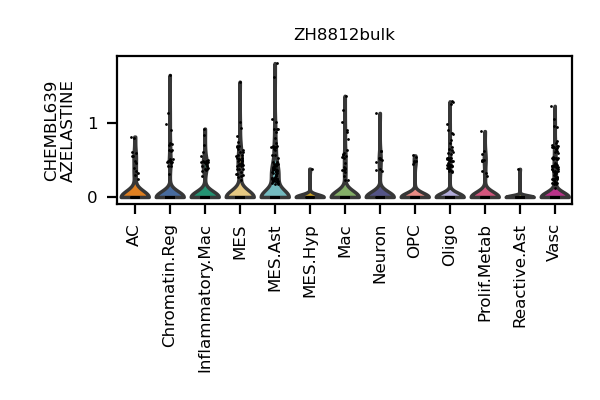 ZH8812bulk
CHEMBL639
AZELASTINE
1
0
AC
Chromatin.Reg
Inflammatory.Mac
MES
MES.Ast
MES.Hyp
Mac
Neuron
OPC
Oligo
Prolif.Metab
Reactive.Ast
Vasc